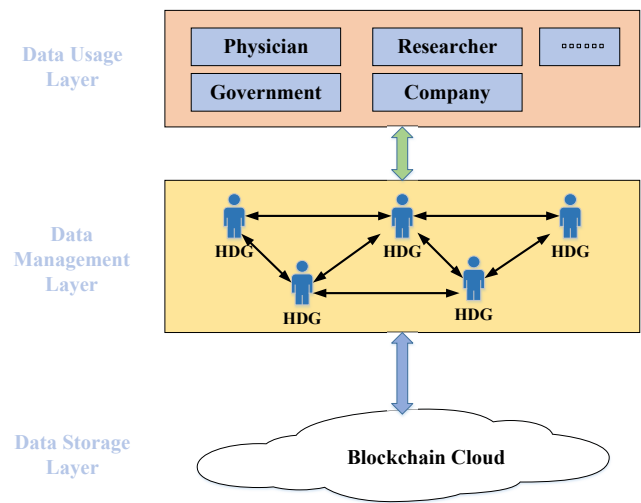 Data Usage
Layer
Physician
Researcher
Government
Company
Data
Management
Layer
HDG
HDG
HDG
HDG
HDG
Data Storage
Layer
Blockchain Cloud